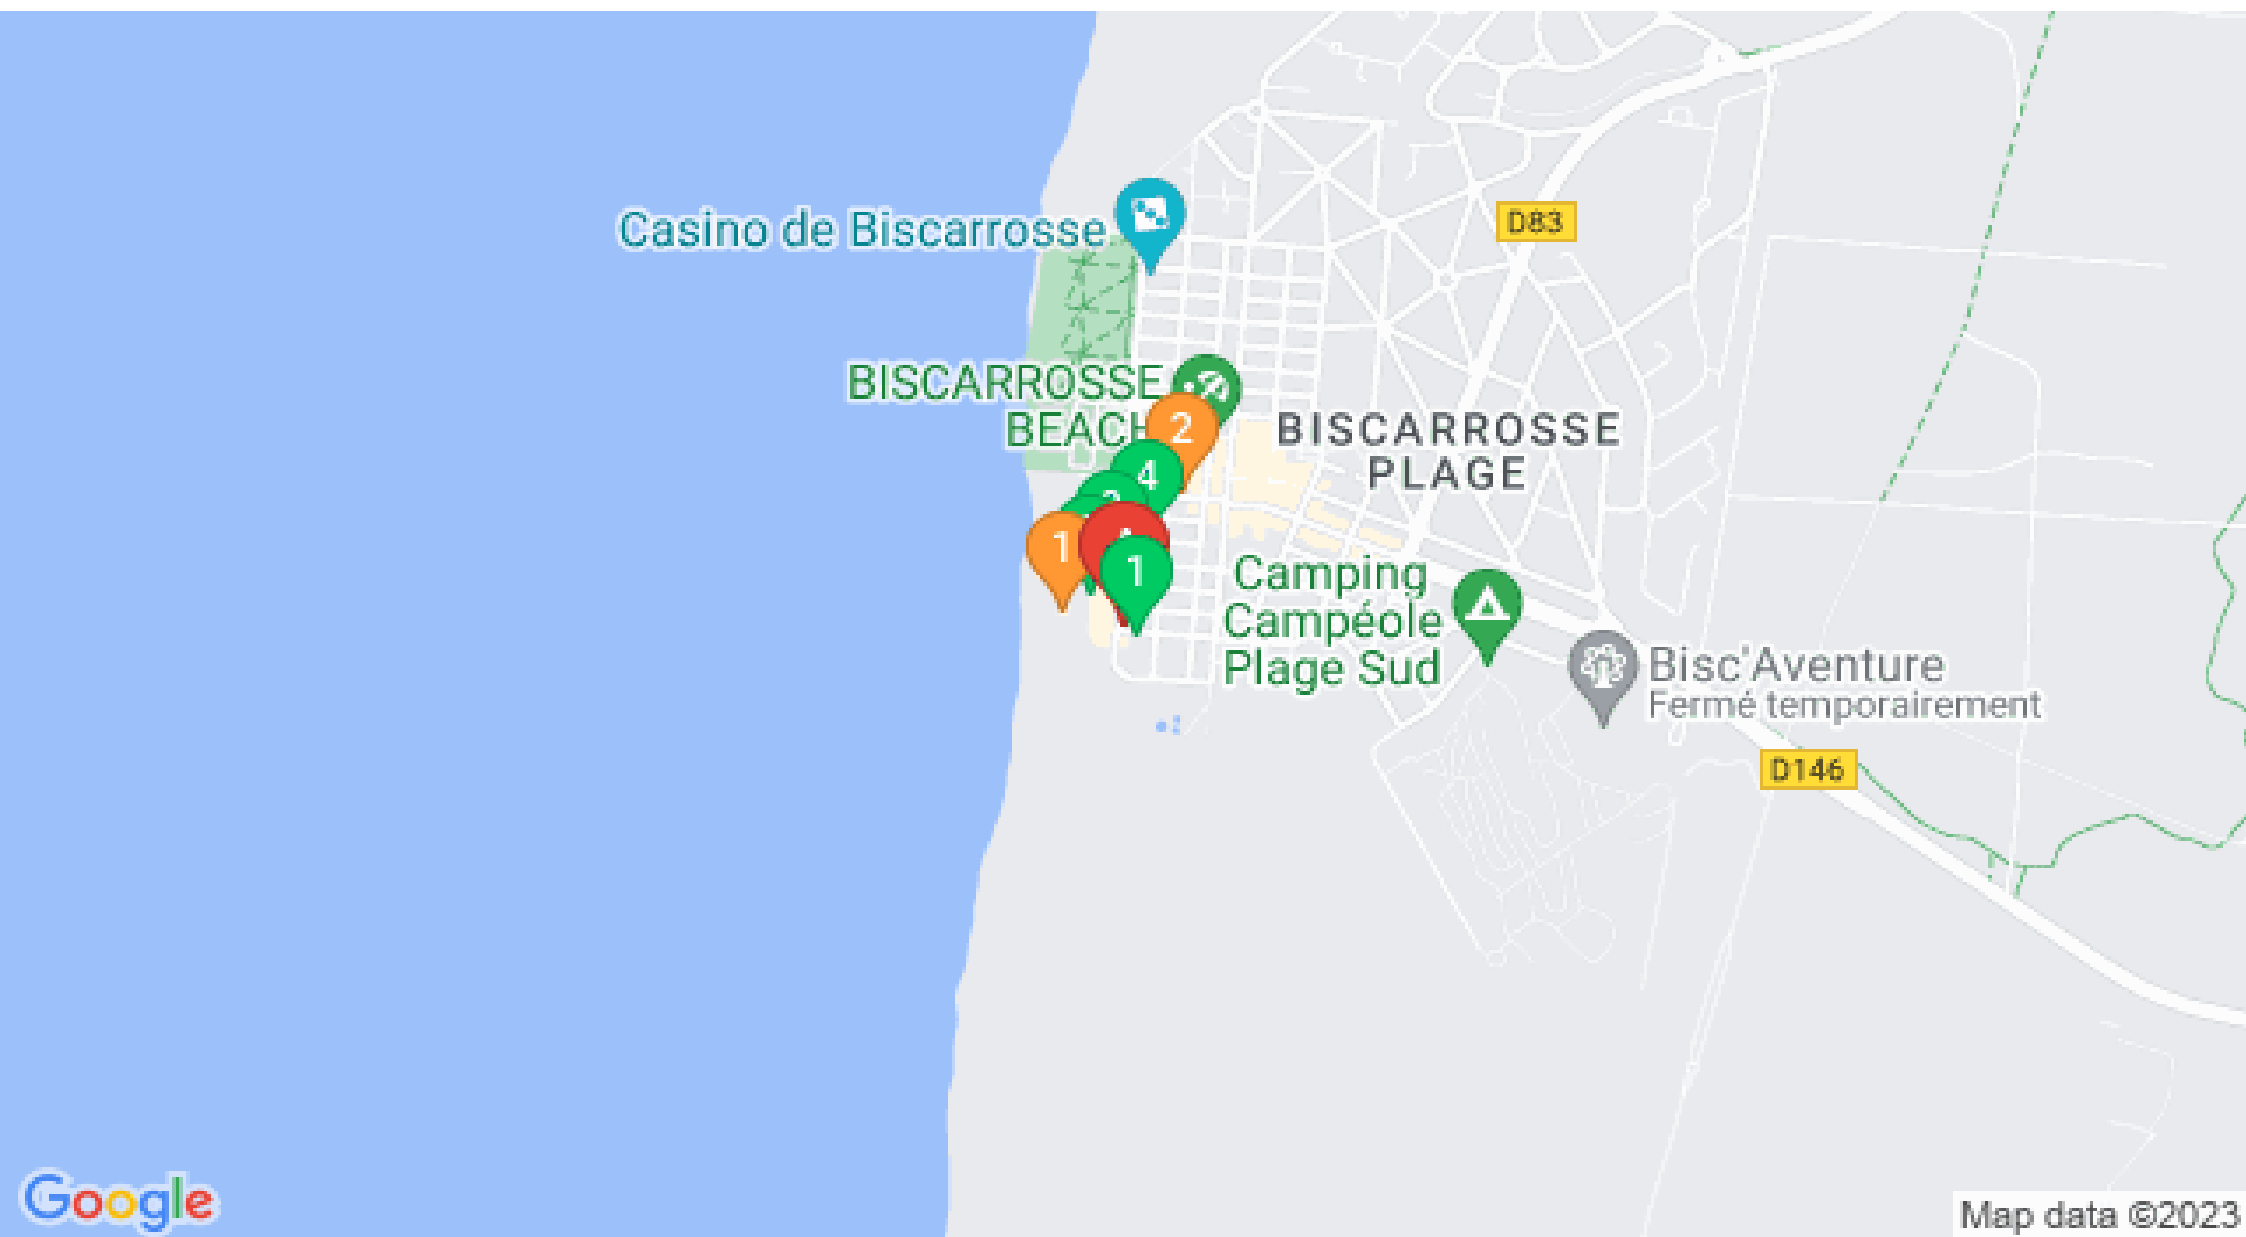 Casino de Biscarrosse
D83
BISCARROSSE
BEACH
2
BISCARROSSE
PLAGE
4
1
1
Camping
Campéole
Plage Sud
Bisc'Aventure
Fermé temporairement
D146
Google
Map data ©2023